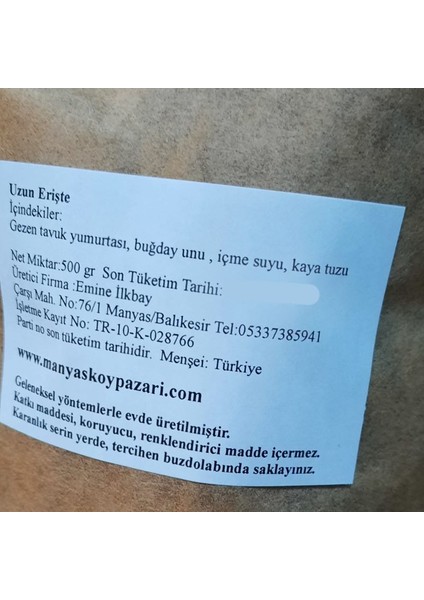 Uzun Erişte
İçindekiler:
Gezen tavuk yumurtası, buğday unu , içme suyu, kaya tuzu
Net Miktar:500 gr Son Tüketim Tarihi:
Üretici Firma :Emine İlkbay
Çarşı Mah. No:76/1 Manyas/Balıkesir Tel:05337385941
İşletme Kayıt No: TR-10-K-028766
Parti no son tüketim tarihidir. Menşei: Türkiye
www.manyaskoypazari.com
Geleneksel yöntemlerle evde üretilmiştir.
Katkı maddesi, koruyucu, renklendirici madde içermez.
Karanlık serin yerde, tercihen buzdolabında saklayınız.